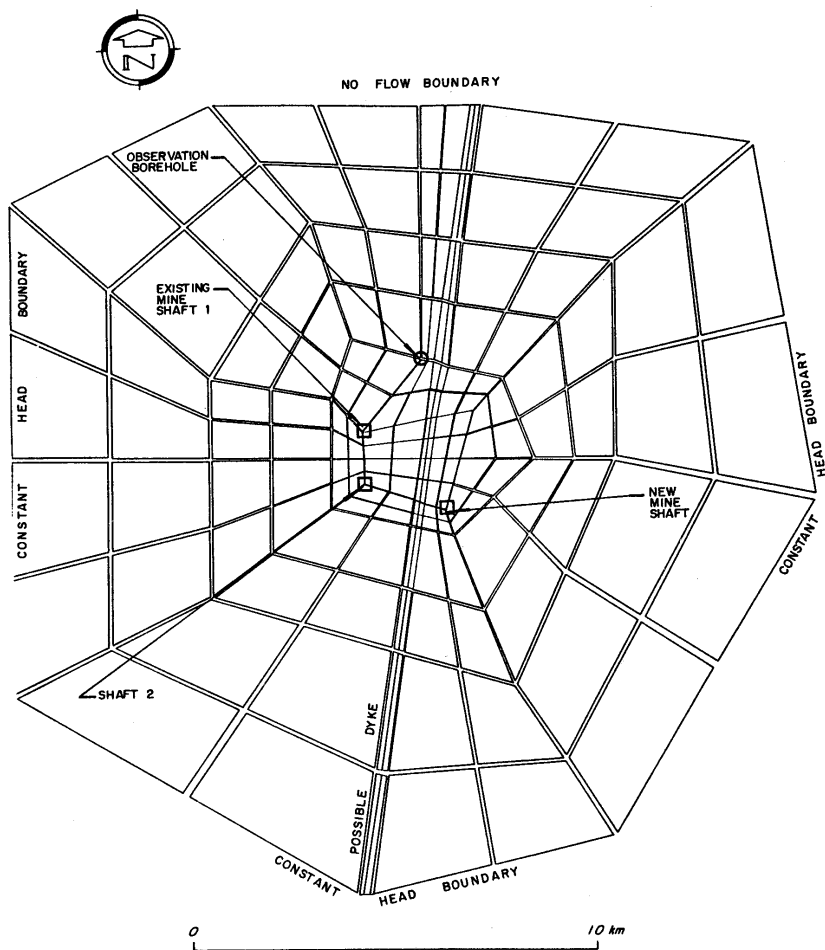 N
NO FLOW BOUNDARY
OBSERVATION
BOREHOLE
EXISTING
MINE
SHAFT 1
BOUNDARY
HEAD
CONSTANT
HEAD BOUNDARY
CONSTANT
NEW
MINE
SHAFT
SHAFT 2
POSSIBLE DYKE
CONSTANT
HEAD BOUNDARY
0 10 km